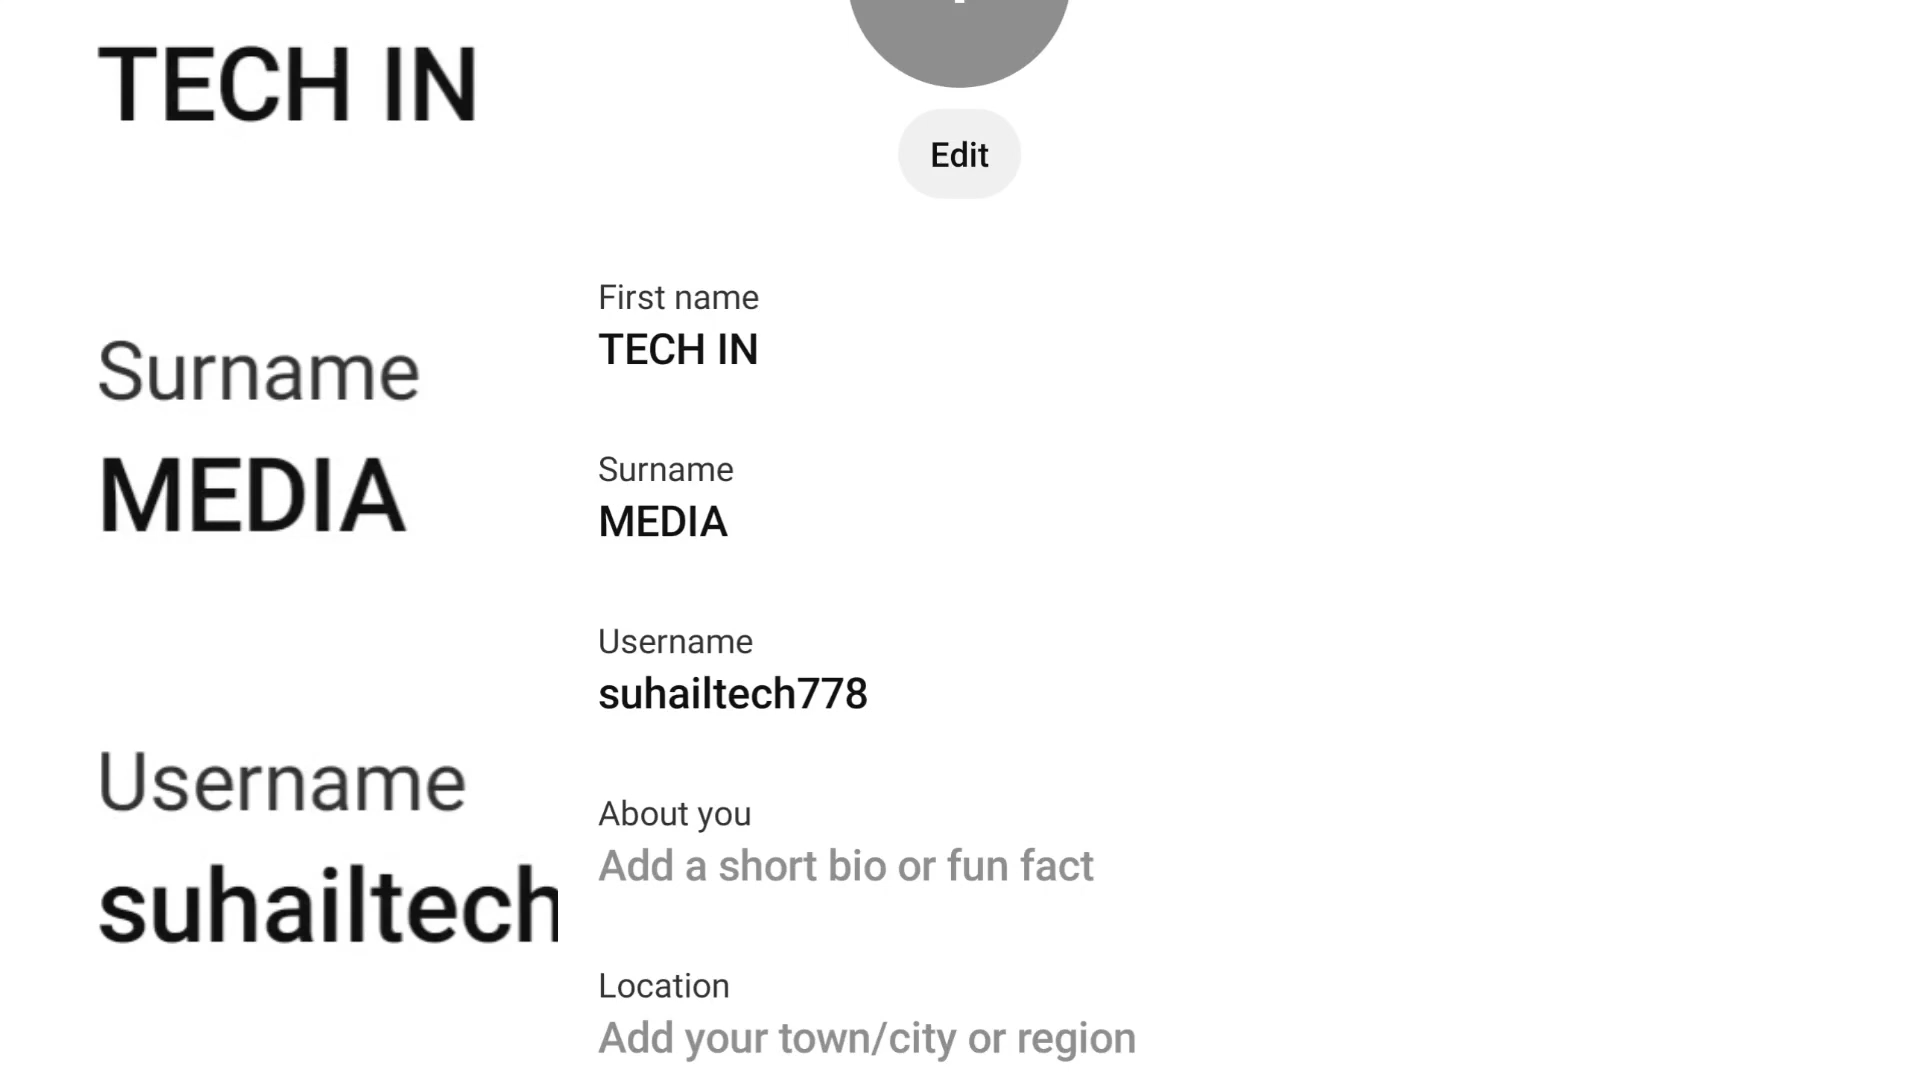 TECH IN
Surname
MEDIA
Username
suhailtech
Edit
First name
TECH IN
Surname
MEDIA
Username
suhailtech778
About you
Add a short bio or fun fact
Location
Add your town/city or region